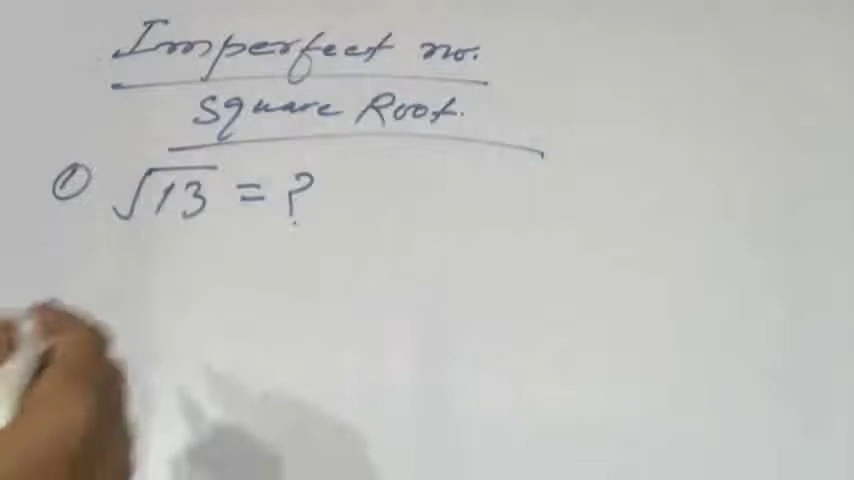 Imperfect no.
Square Root.
① √13 = ?